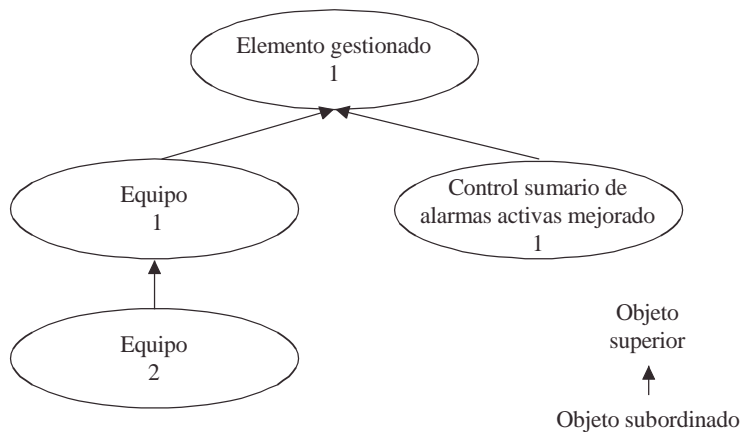 Elemento gestionado
1
Equipo
1
Control sumario de
alarmas activas mejorado
1
Equipo
2
Objeto
superior
Objeto subordinado